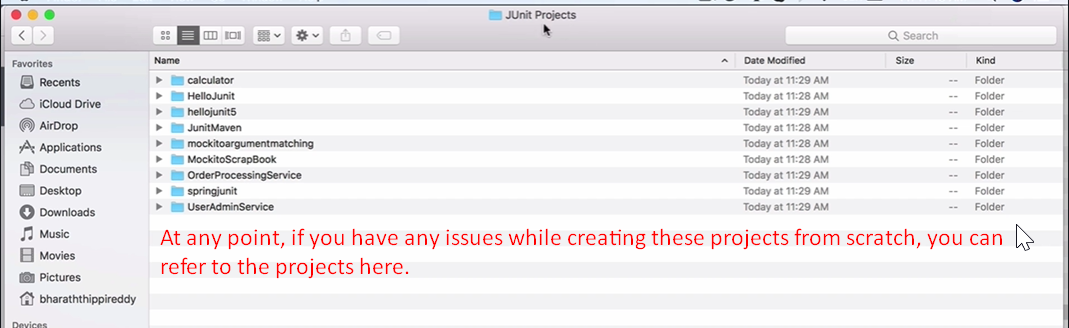 JUnit Projects
Search
Favorites
Recents
iCloud Drive
AirDrop
Applications
Documents
Desktop
Downloads
Music
Movies
Pictures
bharaththippireddy
Devices
Name Date Modified Size Kind
calculator Today at 11:29 AM -- Folder
HelloJunit Today at 11:28 AM -- Folder
hellojunit5 Today at 11:29 AM -- Folder
JunitMaven Today at 11:28 AM -- Folder
mockitoargumentmatching Today at 11:28 AM -- Folder
MockitoScrapBook Today at 11:28 AM -- Folder
OrderProcessingService Today at 11:29 AM -- Folder
springjunit Today at 11:29 AM -- Folder
UserAdminService Today at 11:29 AM -- Folder
At any point, if you have any issues while creating these projects from scratch, you can
refer to the projects here.